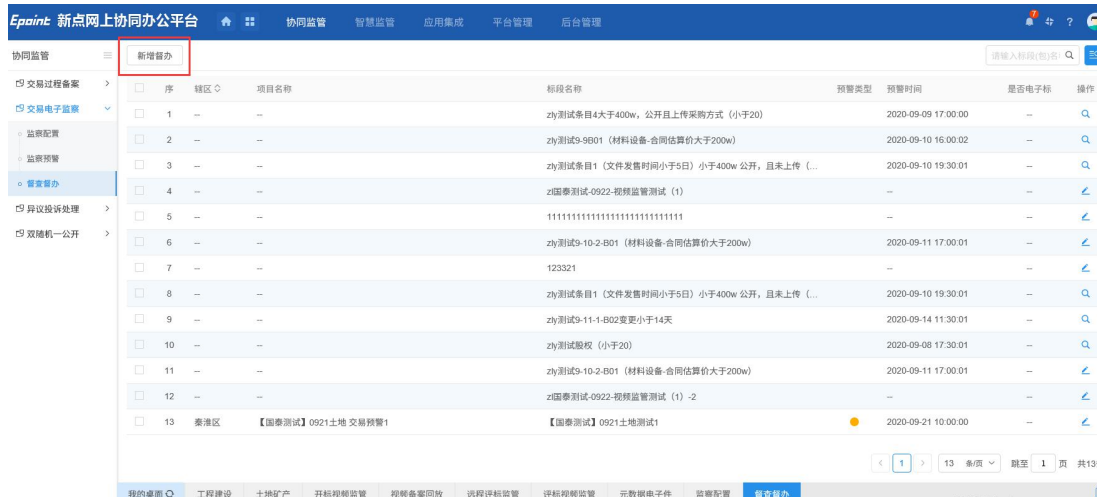 Epoint 新点网上协同办公平台 协同监管 智慧监管 应用集成 平台管理 后台管理 7 ?
协同监管 新增督办 请输入标段(包)名
交易过程备案
交易电子监察
监察配置
监察预警
督查督办
异议投诉处理
双随机一公开
序 辖区 项目名称 标段名称 预警类型 预警时间 是否电子标 操作
1 -- -- zly测试条目4大于400w，公开且上传采购方式（小于20） 2020-09-09 17:00:00 --
2 -- -- zly测试9-9B01（材料设备-合同估算价大于200w） 2020-09-10 16:00:02 --
3 -- -- zly测试条目1（文件发售时间小于5日）小于400w 公开，且未上传（... 2020-09-10 19:30:01 --
4 -- -- zl国泰测试-0922-视频监管测试（1） -- --
5 -- -- -- --
6 -- -- zly测试9-10-2-B01（材料设备-合同估算价大于200w） 2020-09-11 17:00:01 --
7 -- -- 123321 -- --
8 -- -- zly测试条目1（文件发售时间小于5日）小于400w 公开，且未上传（... 2020-09-10 19:30:01 --
9 -- -- zly测试9-11-1-B02变更小于14天 2020-09-14 11:30:01 --
10 -- -- zly测试股权（小于20） 2020-09-08 17:30:01 --
11 -- -- zly测试9-10-2-B01（材料设备-合同估算价大于200w） 2020-09-11 17:00:01 --
12 -- -- zl国泰测试-0922-视频监管测试（1）-2 -- --
13 秦淮区 【国泰测试】0921土地 交易预警1 【国泰测试】0921土地测试1 2020-09-21 10:00:00 --
< 1 > 13 条/页 跳至 1 页 共13
我的桌面 工程建设 土地矿产 开标视频监管 视频备案回放 远程评标监管 评标视频监管 元数据电子件 监察配置 督查督办